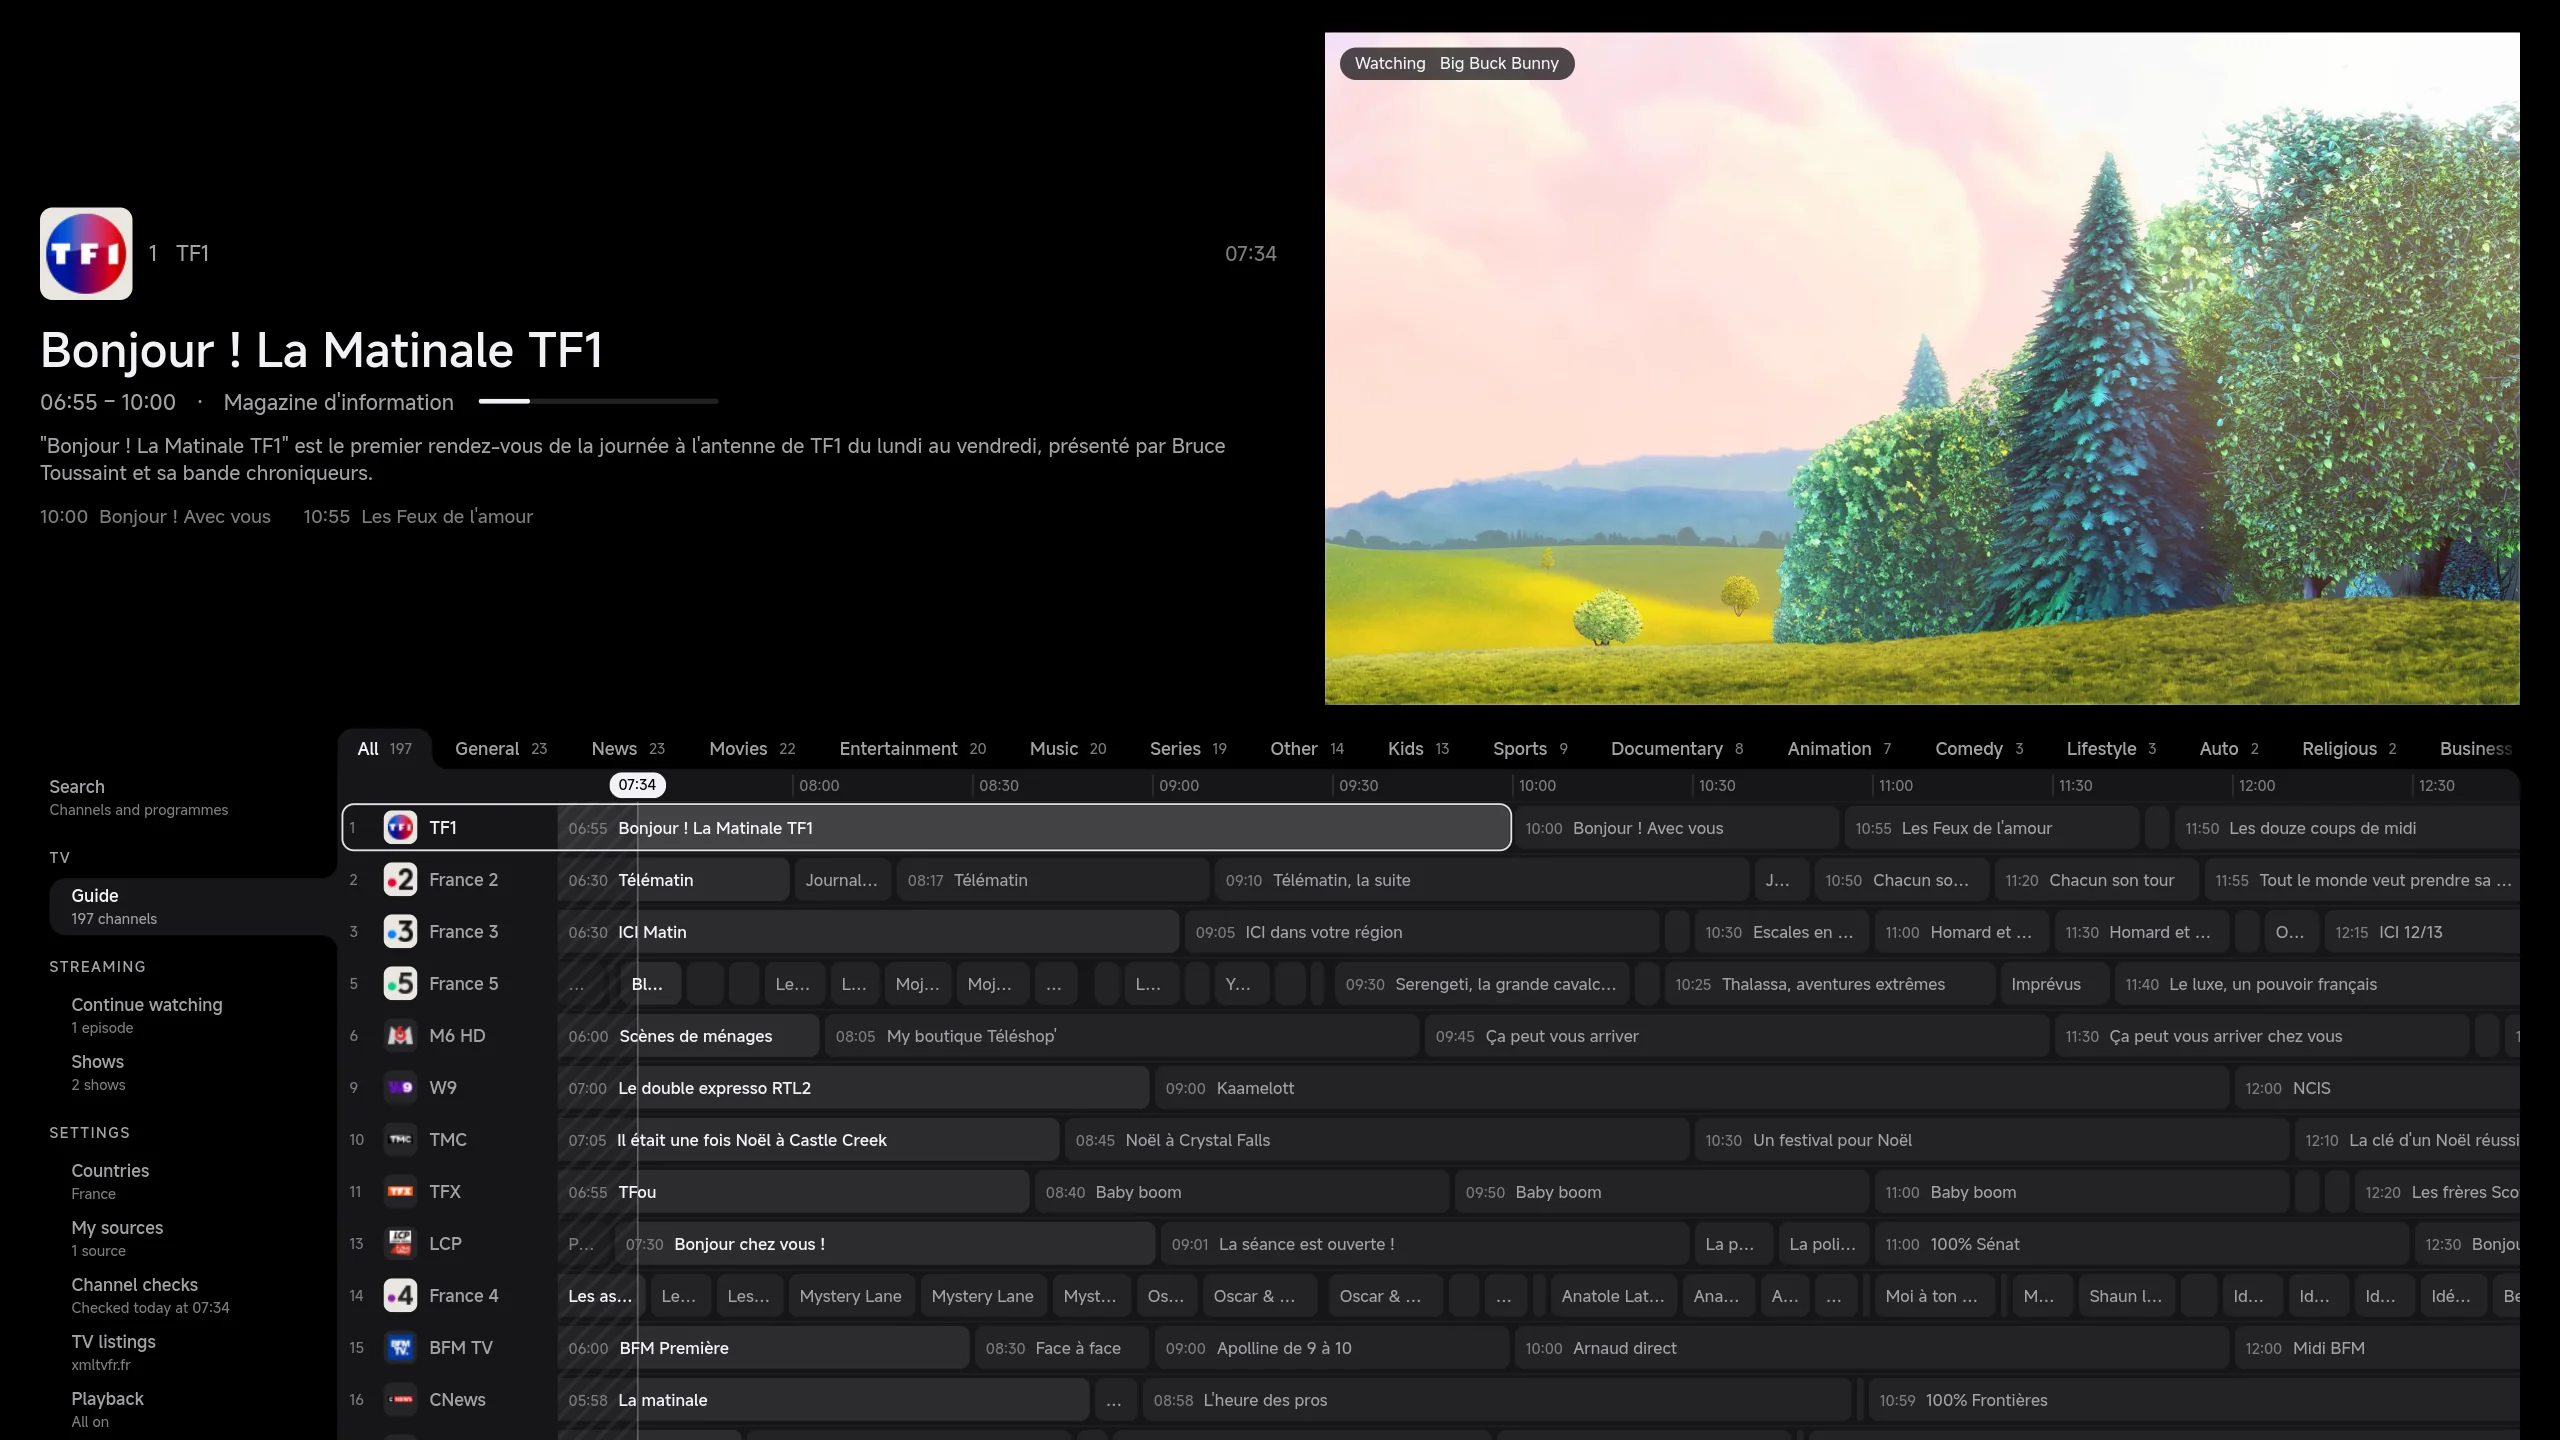 Watching Big Buck Bunny
TF1
1 TF1
07:34
Bonjour ! La Matinale TF1
06:55 – 10:00 · Magazine d'information
"Bonjour ! La Matinale TF1" est le premier rendez-vous de la journée à l'antenne de TF1 du lundi au vendredi, présenté par Bruce
Toussaint et sa bande chroniqueurs.
10:00 Bonjour ! Avec vous 10:55 Les Feux de l'amour
All 197 General 23 News 23 Movies 22 Entertainment 20 Music 20 Series 19 Other 14 Kids 13 Sports 9 Documentary 8 Animation 7 Comedy 3 Lifestyle 3 Auto 2 Religious 2 Business
Search
Channels and programmes
TV
Guide
197 channels
STREAMING
Continue watching
1 episode
Shows
2 shows
SETTINGS
Countries
France
My sources
1 source
Channel checks
Checked today at 07:34
TV listings
xmltvfr.fr
Playback
All on
07:34 08:00 08:30 09:00 09:30 10:00 10:30 11:00 11:30 12:00 12:30
1 TF1 TF1 06:55 Bonjour ! La Matinale TF1 10:00 Bonjour ! Avec vous 10:55 Les Feux de l'amour 11:50 Les douze coups de midi
2 2 France 2 06:30 Télématin Journal… 08:17 Télématin 09:10 Télématin, la suite J… 10:50 Chacun so… 11:20 Chacun son tour 11:55 Tout le monde veut prendre sa …
3 3 France 3 06:30 ICI Matin 09:05 ICI dans votre région 10:30 Escales en … 11:00 Homard et … 11:30 Homard et … O… 12:15 ICI 12/13
5 5 France 5 … Bl… Le… L… Moj… Moj… … L… Y… 09:30 Serengeti, la grande cavalc… 10:25 Thalassa, aventures extrêmes Imprévus 11:40 Le luxe, un pouvoir français
6 M6 HD 06:00 Scènes de ménages 08:05 My boutique Téléshop' 09:45 Ça peut vous arriver 11:30 Ça peut vous arriver chez vous
9 W9 W9 07:00 Le double expresso RTL2 09:00 Kaamelott 12:00 NCIS
10 TMC TMC 07:05 Il était une fois Noël à Castle Creek 08:45 Noël à Crystal Falls 10:30 Un festival pour Noël 12:10 La clé d'un Noël réussi
11 TFX TFX 06:55 TFou 08:40 Baby boom 09:50 Baby boom 11:00 Baby boom 12:20 Les frères Sco
13 LCP LCP P… 07:30 Bonjour chez vous ! 09:01 La séance est ouverte ! La p… La poli… 11:00 100% Sénat 12:30 Bonjou
14 4 France 4 Les as… Le… Les… Mystery Lane Mystery Lane Myst… Os… Oscar & … Oscar & … … Anatole Lat… Ana… A… … Moi à ton … M… Shaun l… Id… Id… Id… Idé… Be
15 BFM TV. BFM TV 06:00 BFM Première 08:30 Face à face 09:00 Apolline de 9 à 10 10:00 Arnaud direct 12:00 Midi BFM
16 CNEWS CNews 05:58 La matinale … 08:58 L'heure des pros 10:59 100% Frontières